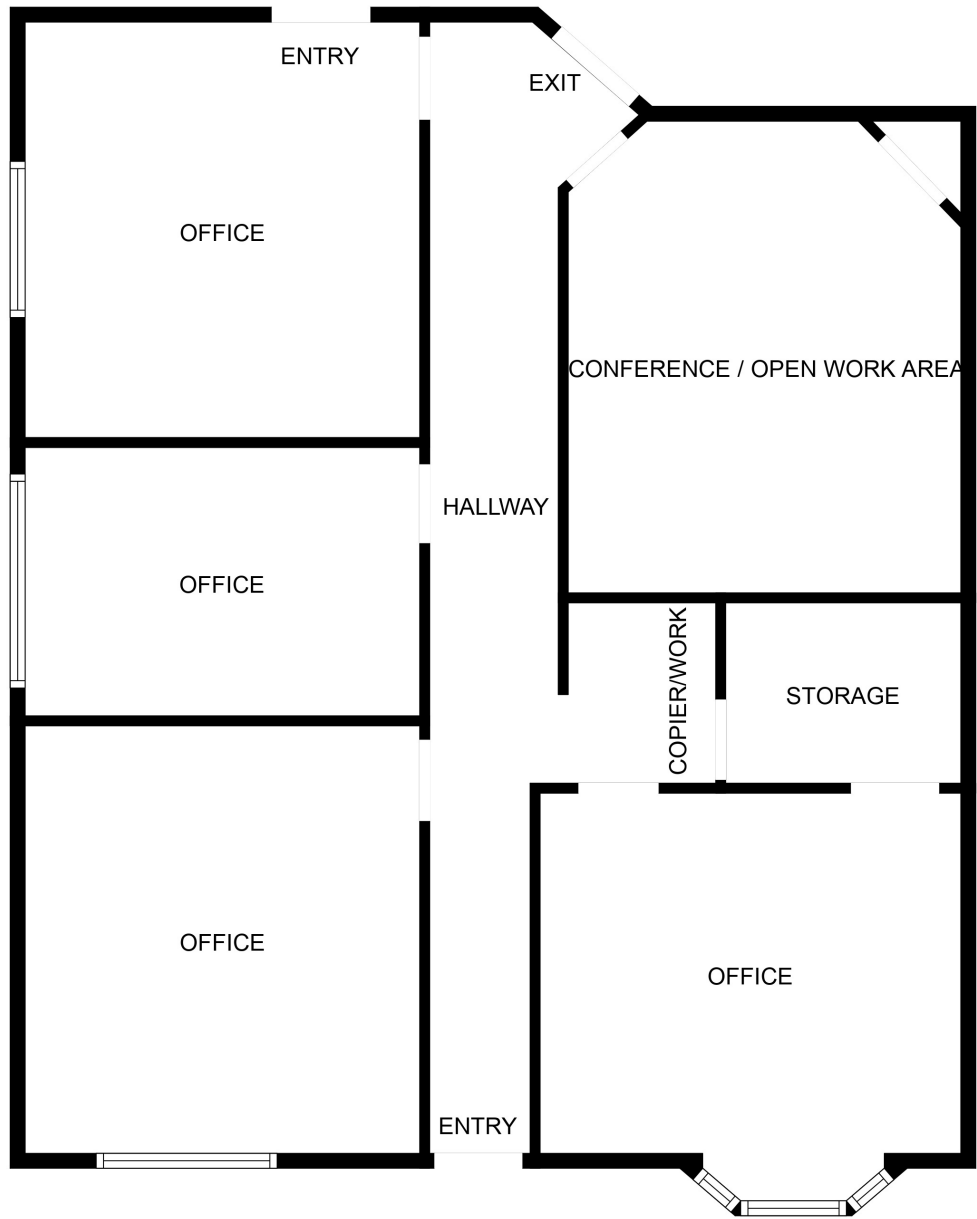 ENTRY
EXIT
OFFICE
CONFERENCE / OPEN WORK AREA
HALLWAY
OFFICE
COPIER/WORK
STORAGE
OFFICE
OFFICE
ENTRY